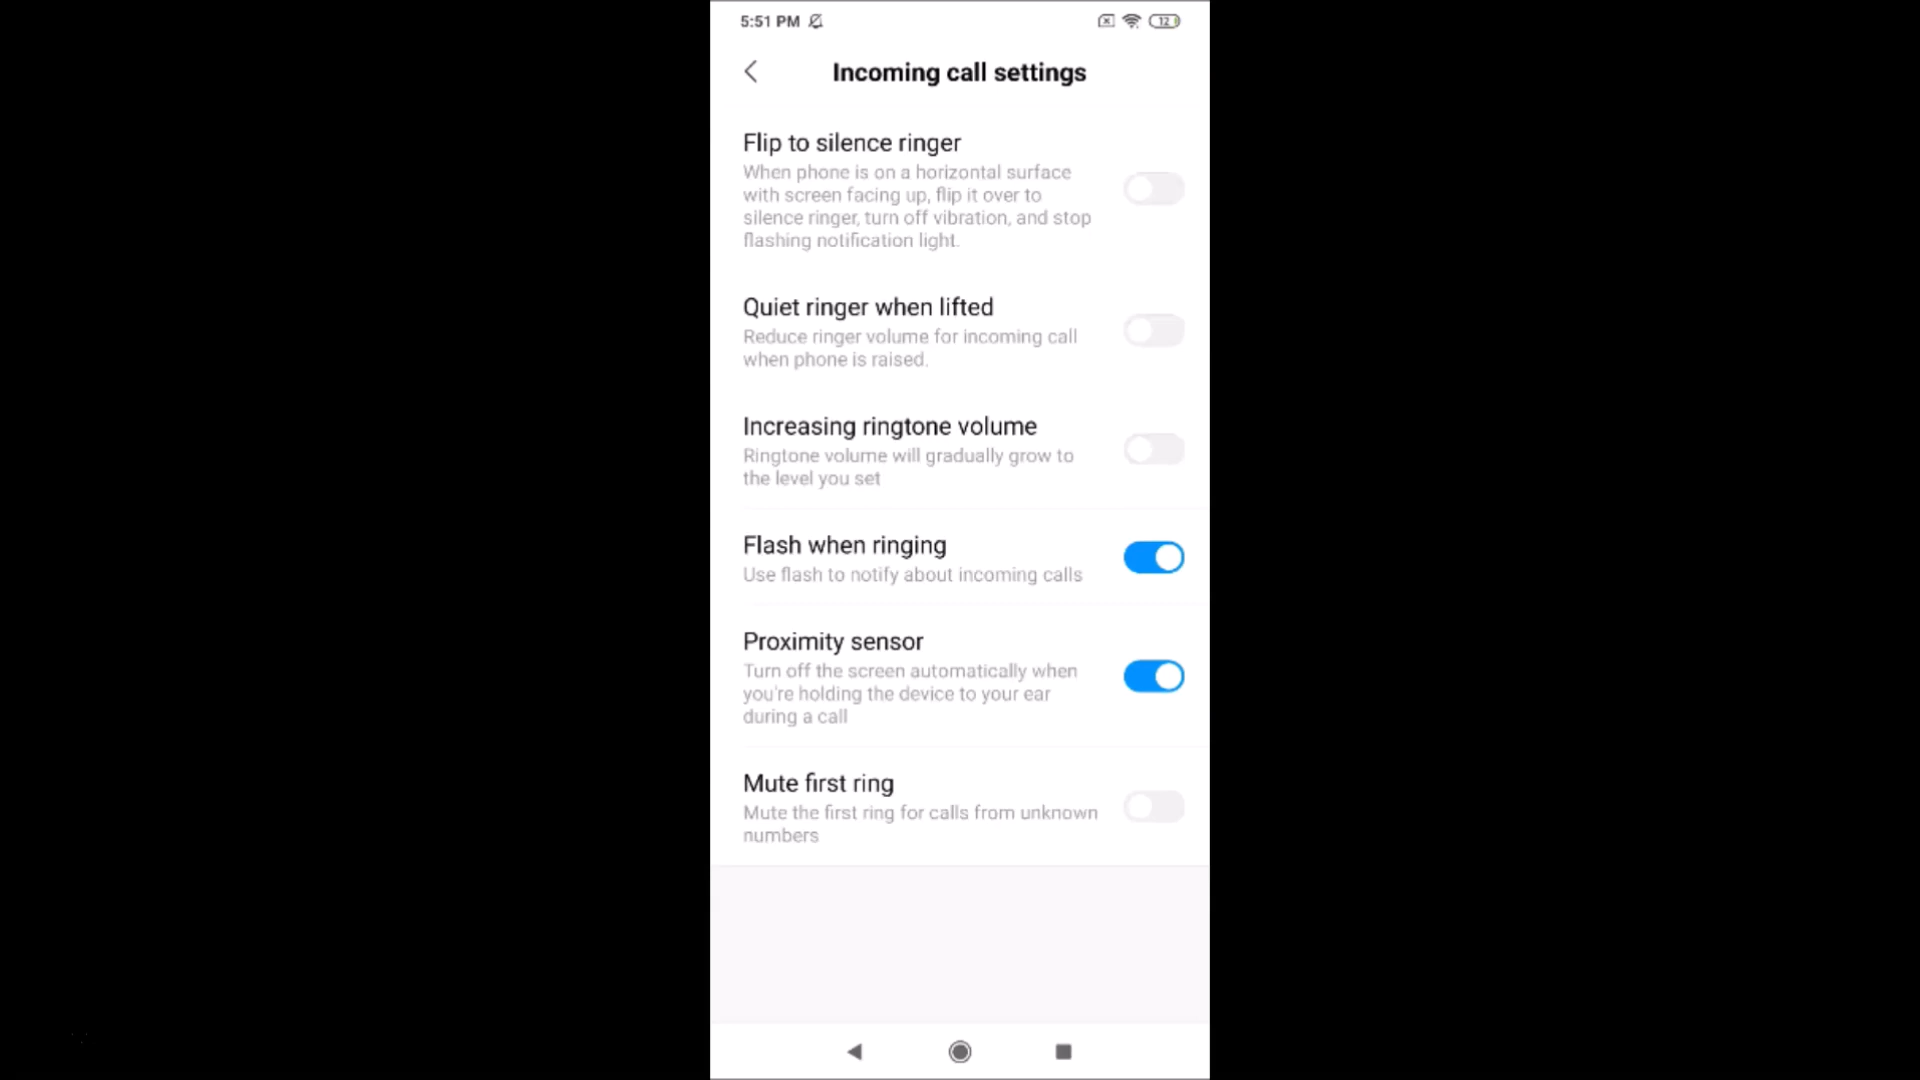 5:51 PM 12
Incoming call settings
Flip to silence ringer
When phone is on a horizontal surface
with screen facing up, flip it over to
silence ringer, turn off vibration, and stop
flashing notification light.
Quiet ringer when lifted
Reduce ringer volume for incoming call
when phone is raised.
Increasing ringtone volume
Ringtone volume will gradually grow to
the level you set
Flash when ringing
Use flash to notify about incoming calls
Proximity sensor
Turn off the screen automatically when
you're holding the device to your ear
during a call
Mute first ring
Mute the first ring for calls from unknown
numbers